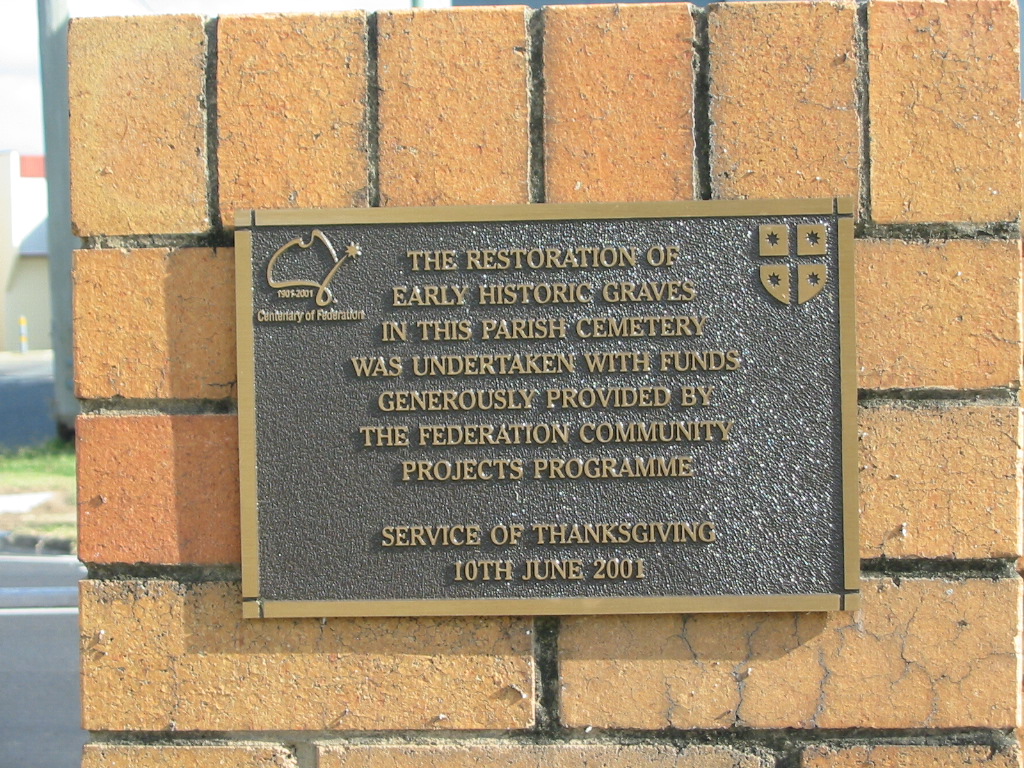 1901-2001
Centenary of Federation
THE RESTORATION OF
EARLY HISTORIC GRAVES
IN THIS PARISH CEMETERY
WAS UNDERTAKEN WITH FUNDS
GENEROUSLY PROVIDED BY
THE FEDERATION COMMUNITY
PROJECTS PROGRAMME
SERVICE OF THANKSGIVING
10TH JUNE 2001